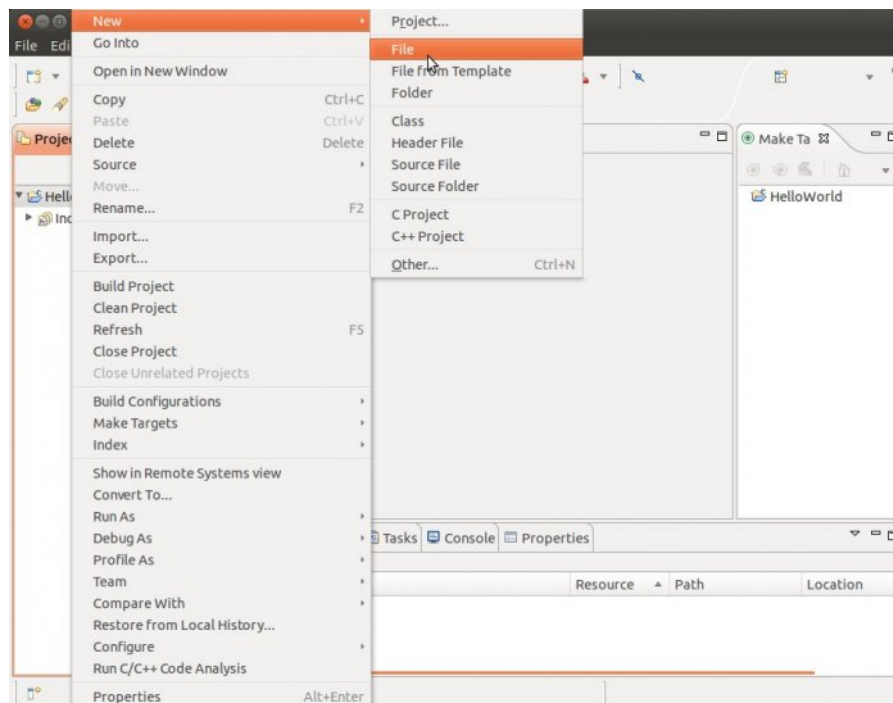 File Edi
Proje
Hell
Inc
New
Go Into
Open in New Window
Copy Ctrl+C
Paste Ctrl+V
Delete Delete
Source
Move...
Rename... F2
Import...
Export...
Build Project
Clean Project
Refresh F5
Close Project
Close Unrelated Projects
Build Configurations
Make Targets
Index
Show in Remote Systems view
Convert To...
Run As
Debug As
Profile As
Team
Compare With
Restore from Local History...
Configure
Run C/C++ Code Analysis
Properties Alt+Enter
Project...
File
File from Template
Folder
Class
Header File
Source File
Source Folder
C Project
C++ Project
Other... Ctrl+N
Make Ta
HelloWorld
Tasks Console Properties
Resource Path Location